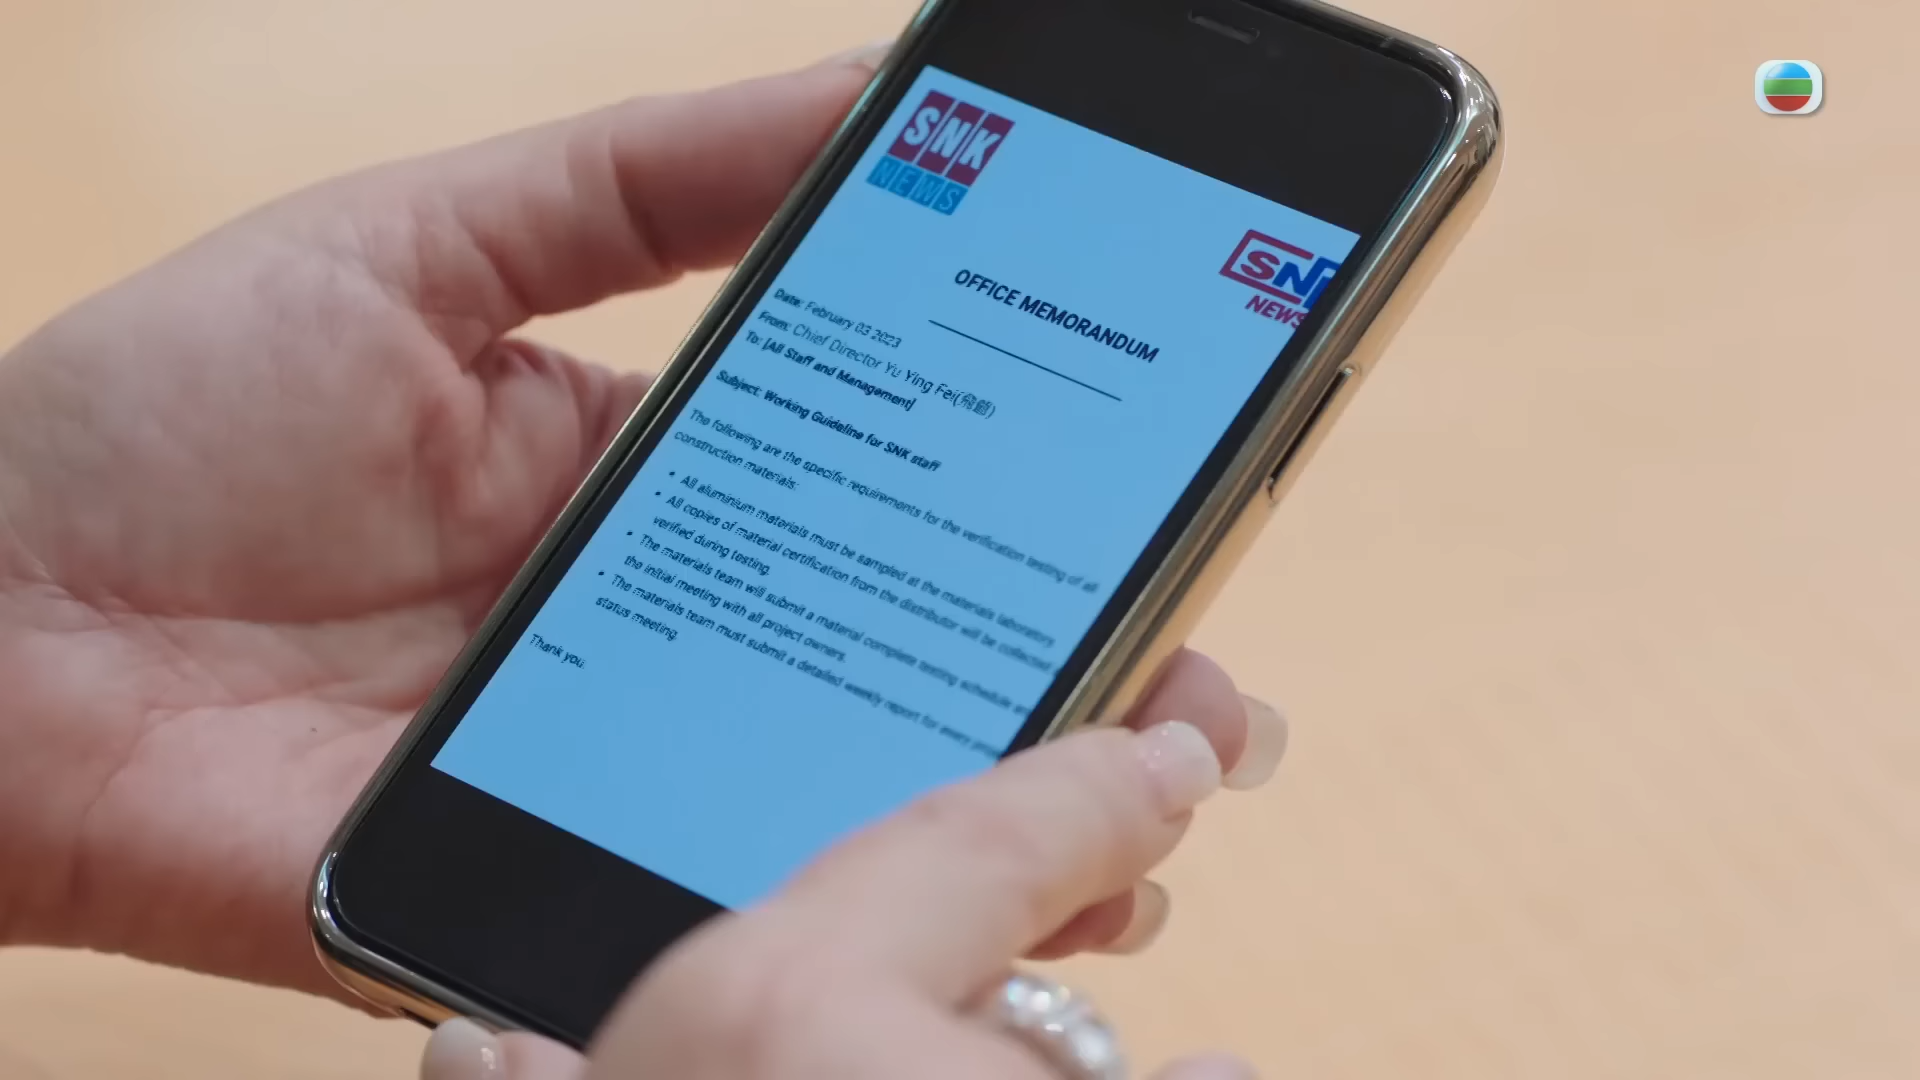 SNK
NEWS
SN
NEWS
OFFICE MEMORANDUM
Date: February 03 2023
From: Chief Director Yu Ying Fei(飛
To: [All Staff and Management]
Subject: Working Guideline for SNK staff
The following are the specific requirements for the verification testing of all
construction materials:
• All aluminium materials must be sampled at the materials laboratory
• All copies of material certification from the distributor will be collected
verified during testing.
• The materials team will submit a material complete testing schedule
the initial meeting with all project owners.
• The materials team must submit a detailed weekly report for every
status meeting.
Thank you.